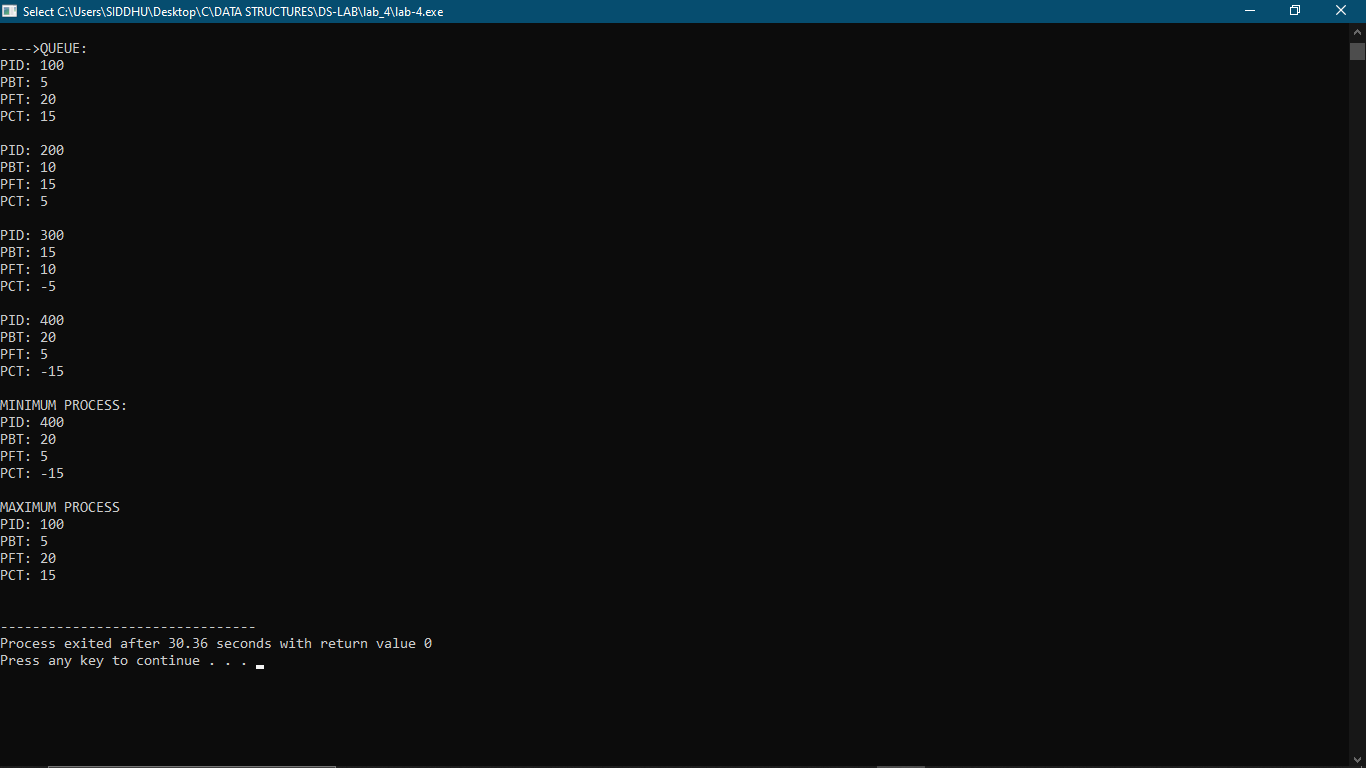 Select C:\Users\SIDDHU\Desktop\C\DATA STRUCTURES\DS-LAB\lab_4\lab-4.exe
---->QUEUE:
PID: 100
PBT: 5
PFT: 20
PCT: 15
PID: 200
PBT: 10
PFT: 15
PCT: 5
PID: 300
PBT: 15
PFT: 10
PCT: -5
PID: 400
PBT: 20
PFT: 5
PCT: -15
MINIMUM PROCESS:
PID: 400
PBT: 20
PFT: 5
PCT: -15
MAXIMUM PROCESS
PID: 100
PBT: 5
PFT: 20
PCT: 15
--------------------------------
Process exited after 30.36 seconds with return value 0
Press any key to continue . . .